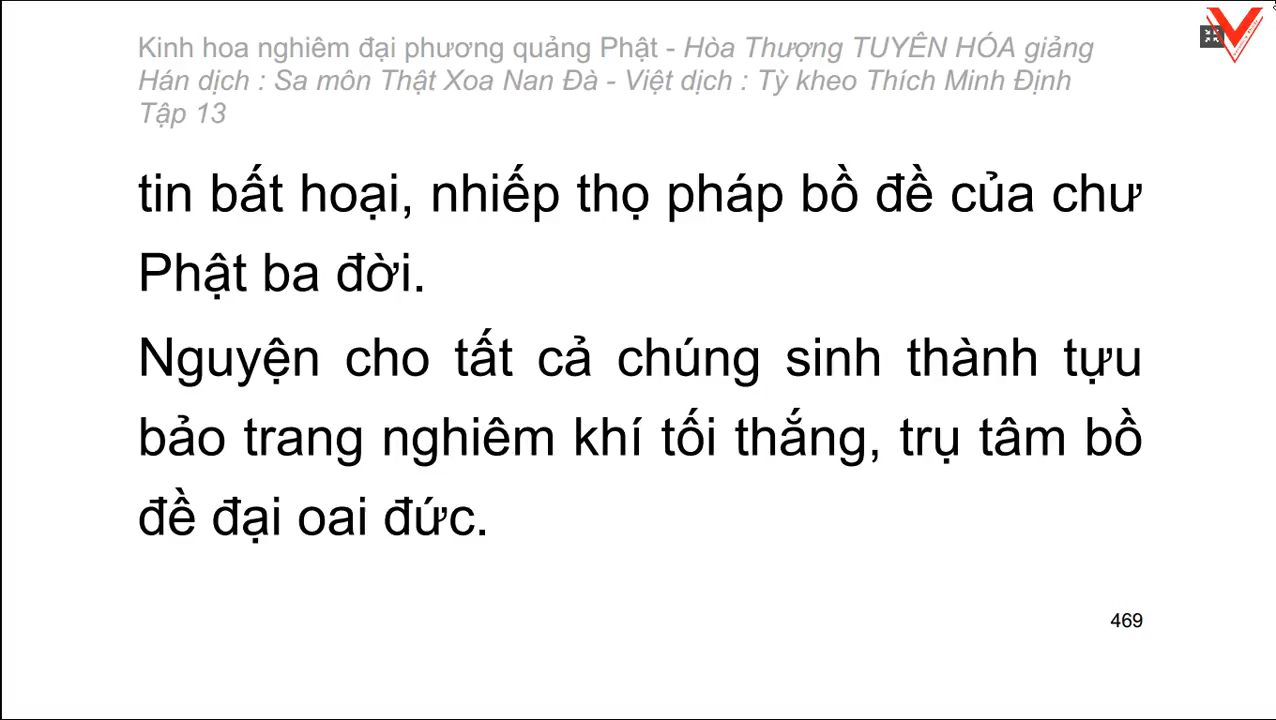 Kinh hoa nghiêm đại phương quảng Phật - Hòa Thượng TUYÊN HÓA giảng
Hán dịch : Sa môn Thật Xoa Nan Đà - Việt dịch : Tỳ kheo Thích Minh Định
Tập 13
tin bất hoại, nhiếp thọ pháp bồ đề của chư
Phật ba đời.
Nguyện cho tất cả chúng sinh thành tựu
bảo trang nghiêm khí tối thắng, trụ tâm bồ
đề đại oai đức.
469